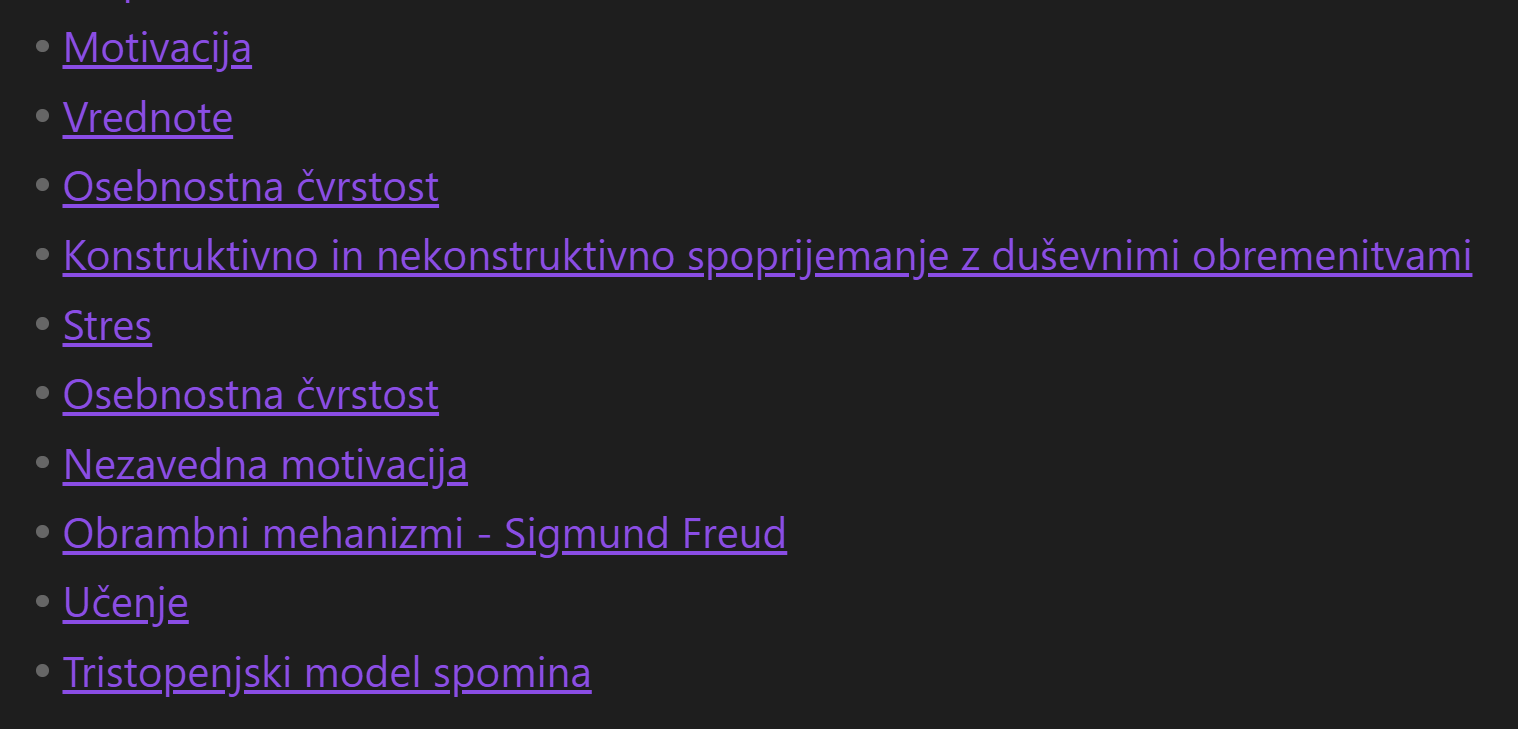 Motivacija
Vrednote
Osebnostna čvrstost
Konstruktivno in nekonstruktivno spoprijemanje z duševnimi obremenitvami
Stres
Osebnostna čvrstost
Nezavedna motivacija
Obrambni mehanizmi - Sigmund Freud
Učenje
Tristopenjski model spomina